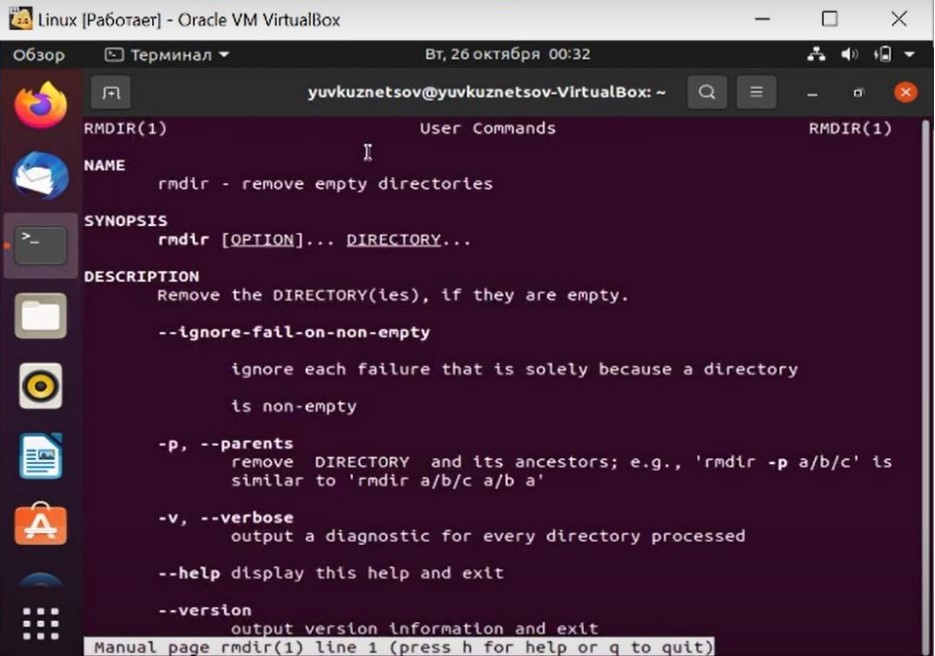 Linux [Работает] - Oracle VM VirtualBox
Обзор Терминал Вт, 26 октября 00:32
yuvkuznetsov@yuvkuznetsov-VirtualBox: ~
RMDIR(1) User Commands RMDIR(1)
NAME
rmdir - remove empty directories
SYNOPSIS
rmdir [OPTION]... DIRECTORY...
DESCRIPTION
Remove the DIRECTORY(ies), if they are empty.
--ignore-fail-on-non-empty
ignore each failure that is solely because a directory
is non-empty
-p, --parents
remove DIRECTORY and its ancestors; e.g., 'rmdir -p a/b/c' is
similar to 'rmdir a/b/c a/b a'
-v, --verbose
output a diagnostic for every directory processed
--help display this help and exit
--version
output version information and exit
Manual page rmdir(1) line 1 (press h for help or q to quit)